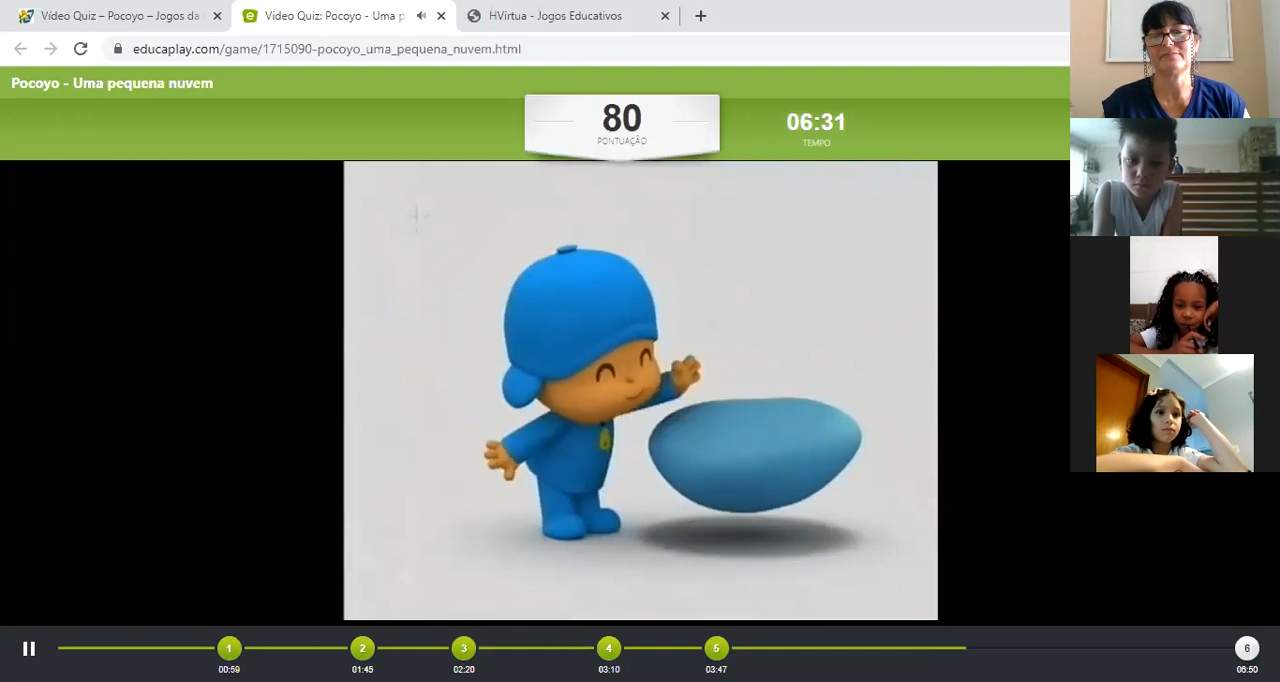 Vídeo Quiz – Pocoyo – Jogos da
Video Quiz: Pocoyo - Uma p
HVirtua - Jogos Educativos
educaplay.com/game/1715090-pocoyo_uma_pequena_nuvem.html
Pocoyo - Uma pequena nuvem
80
PONTUAÇÃO
06:31
TEMPO
1 2 3 4 5 6
00:59 01:45 02:20 03:10 03:47 06:50